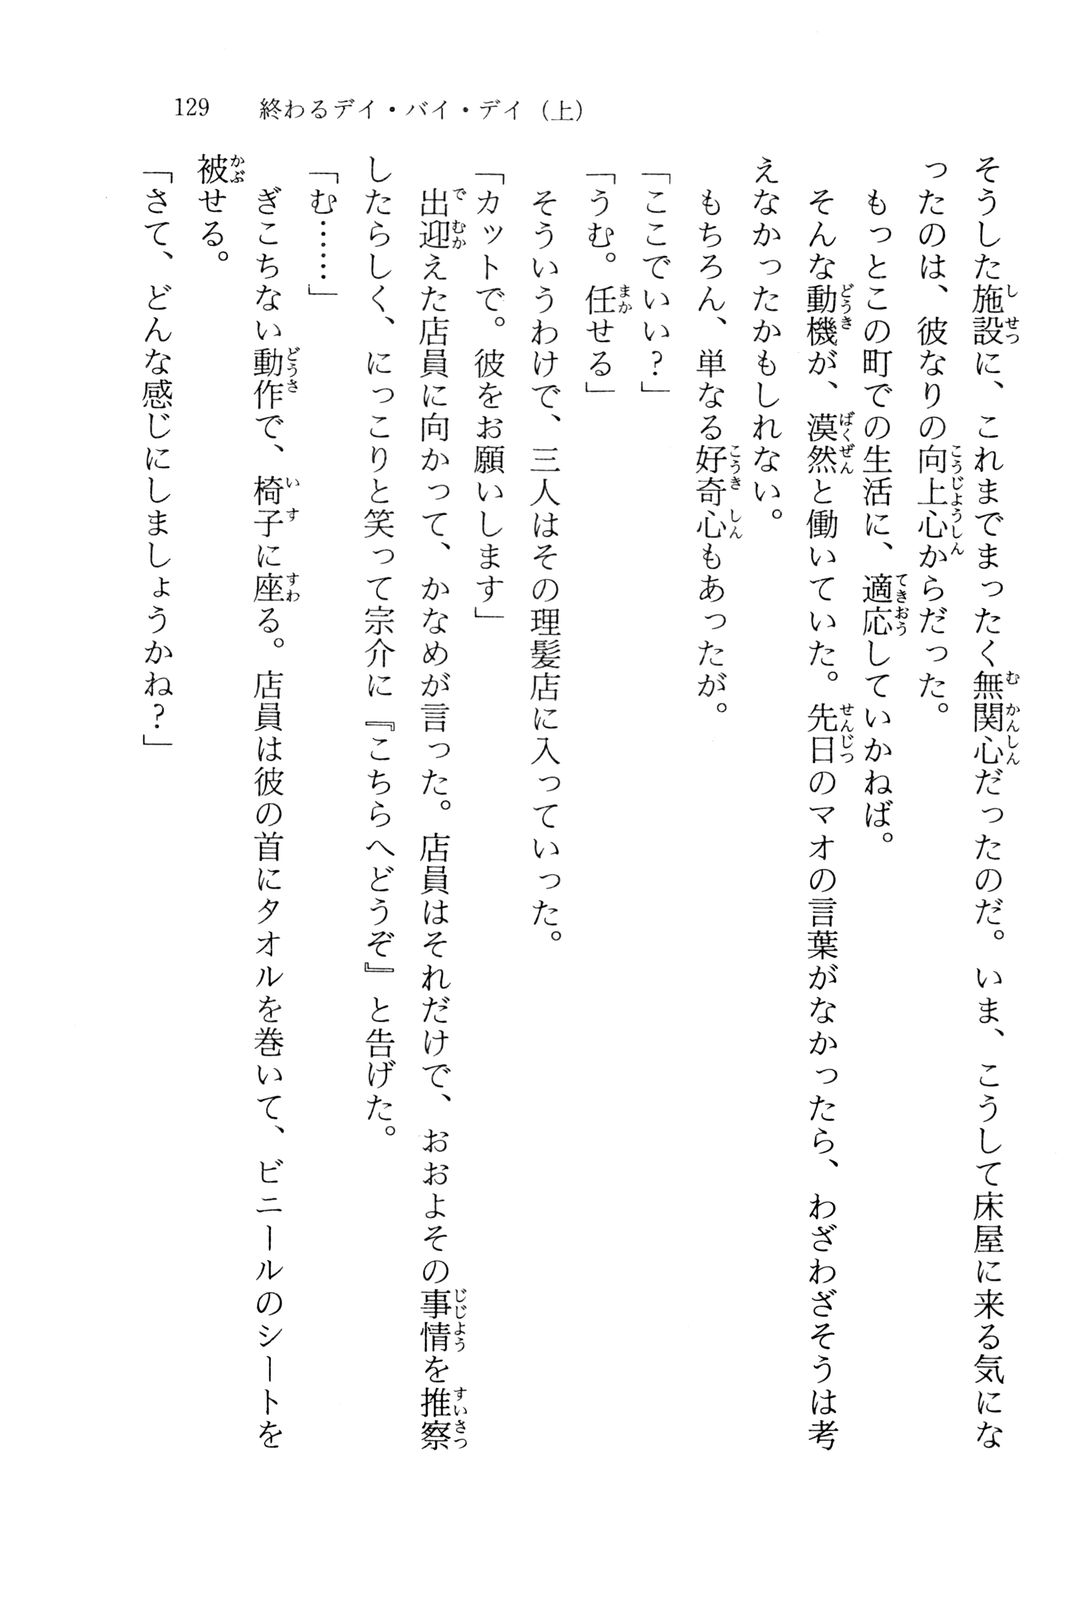 129　終わるデイ・バイ・デイ（上）
そうした施設に、これまでまったく無関心だったのだ。いま、こうして床屋に来る気にな
ったのは、彼なりの向上心からだった。
　もっとこの町での生活に、適応していかねば。
　そんな動機が、漠然と働いていた。先日のマオの言葉がなかったら、わざわざそうは考
えなかったかもしれない。
　もちろん、単なる好奇心もあったが。
「ここでいい？」
「うむ。任せる」
　そういうわけで、三人はその理髪店に入っていった。
「カットで。彼をお願いします」
　出迎えた店員に向かって、かなめが言った。店員はそれだけで、おおよその事情を推察
したらしく、にっこりと笑って宗介に『こちらへどうぞ』と告げた。
「む……」
　ぎこちない動作で、椅子に座る。店員は彼の首にタオルを巻いて、ビニールのシートを
被せる。
「さて、どんな感じにしましょうかね？」